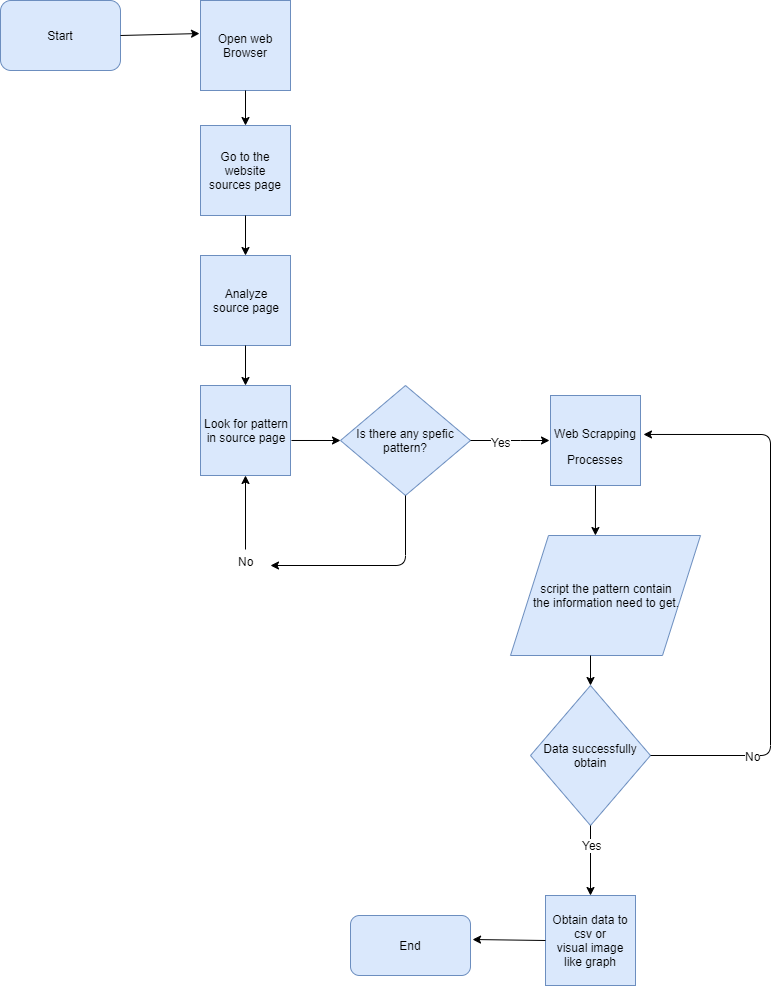 Start
Open web
Browser
Go to the
website
sources page
Analyze
source page
Look for pattern
in source page
Is there any spefic
pattern?
Yes
No
Web Scrapping
Processes
script the pattern contain
the information need to get.
Data successfully
obtain
No
Yes
Obtain data to
csv or
visual image
like graph
End